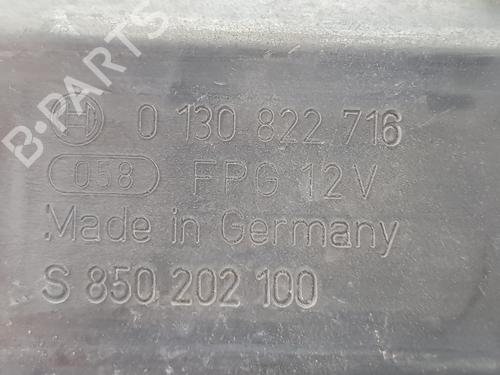 B-PARTS
0 130 822 716
058 FPG 12V
Made in Germany
S 850 202 100